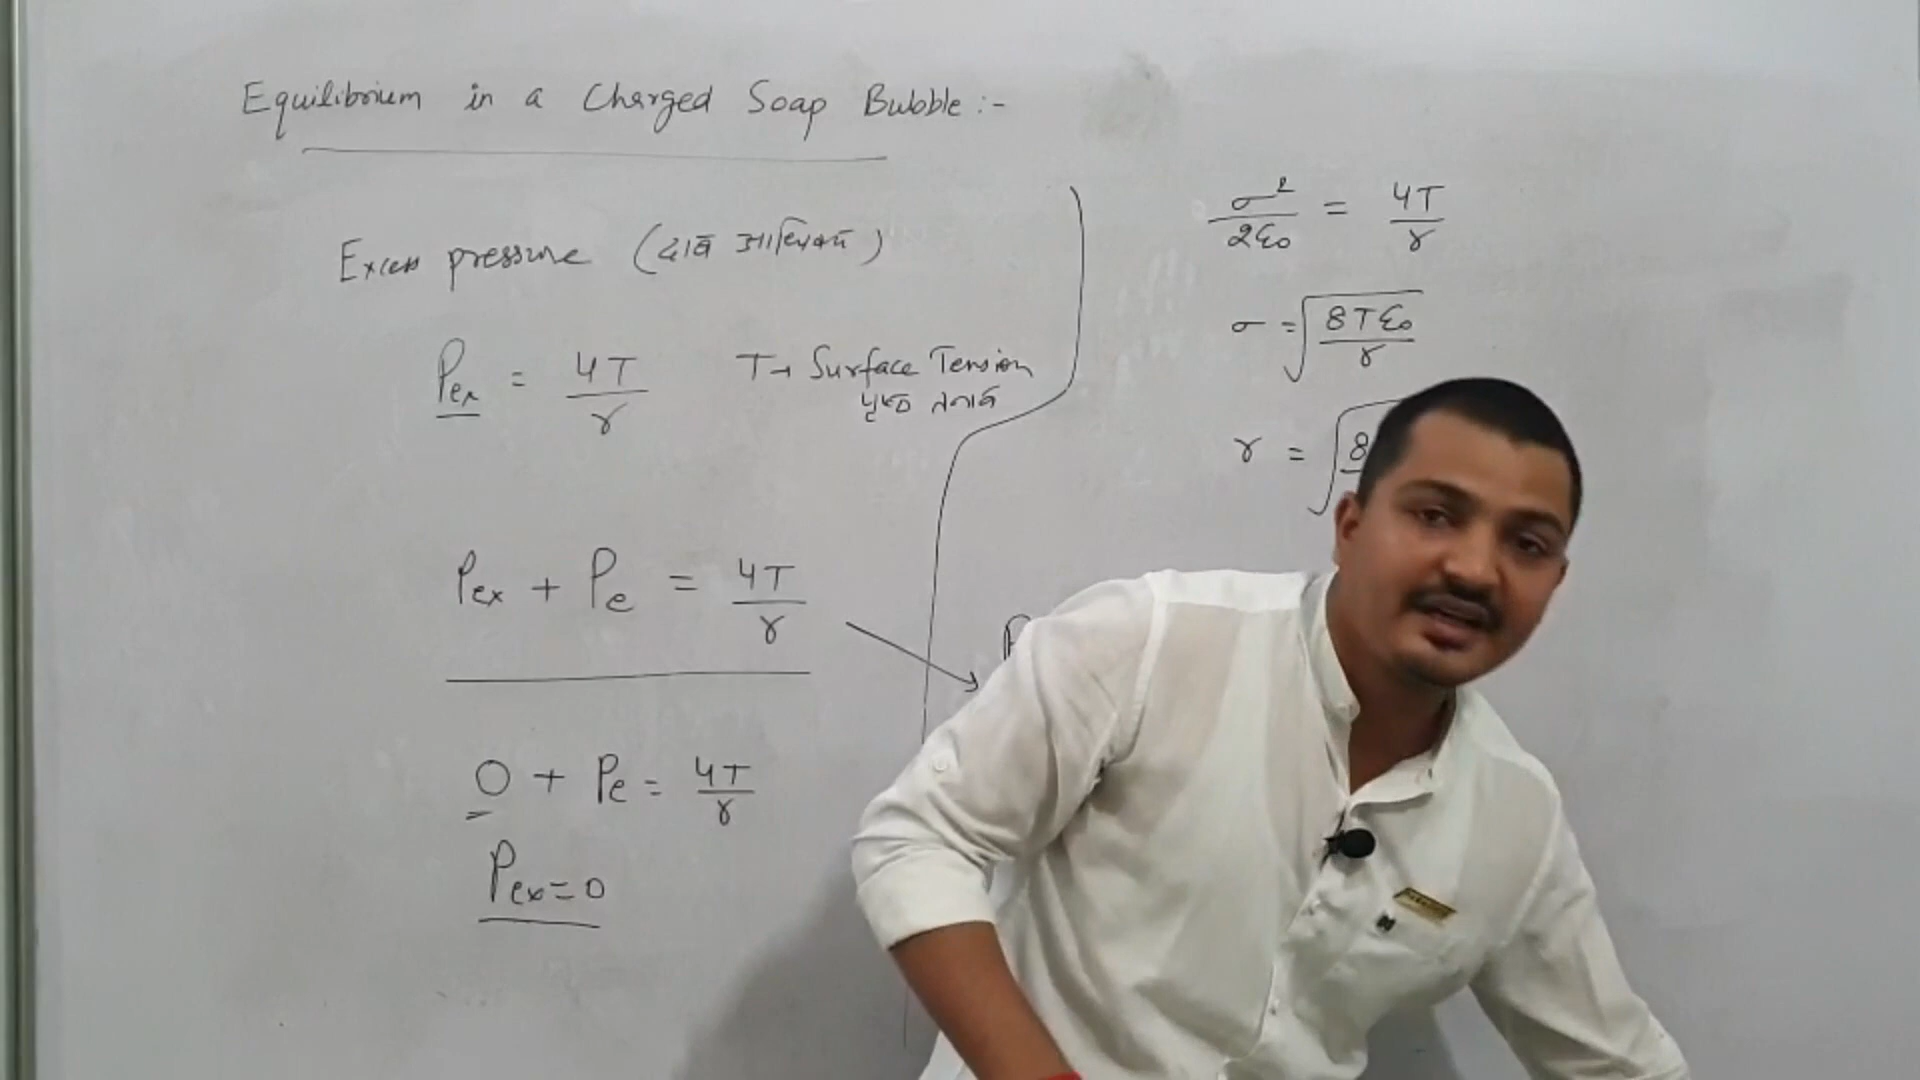 Equilibrium in a Charged Soap Bubble :-
Excess pressure (दाब आधिक्य)
Pex = 4T/r
T → Surface Tension
पृष्ठ तनाव
Pex + Pe = 4T/r
0 + Pe = 4T/r
Pex = 0
σ²/2ε₀ = 4T/r
σ = √(8Tε₀/r)
r = √8